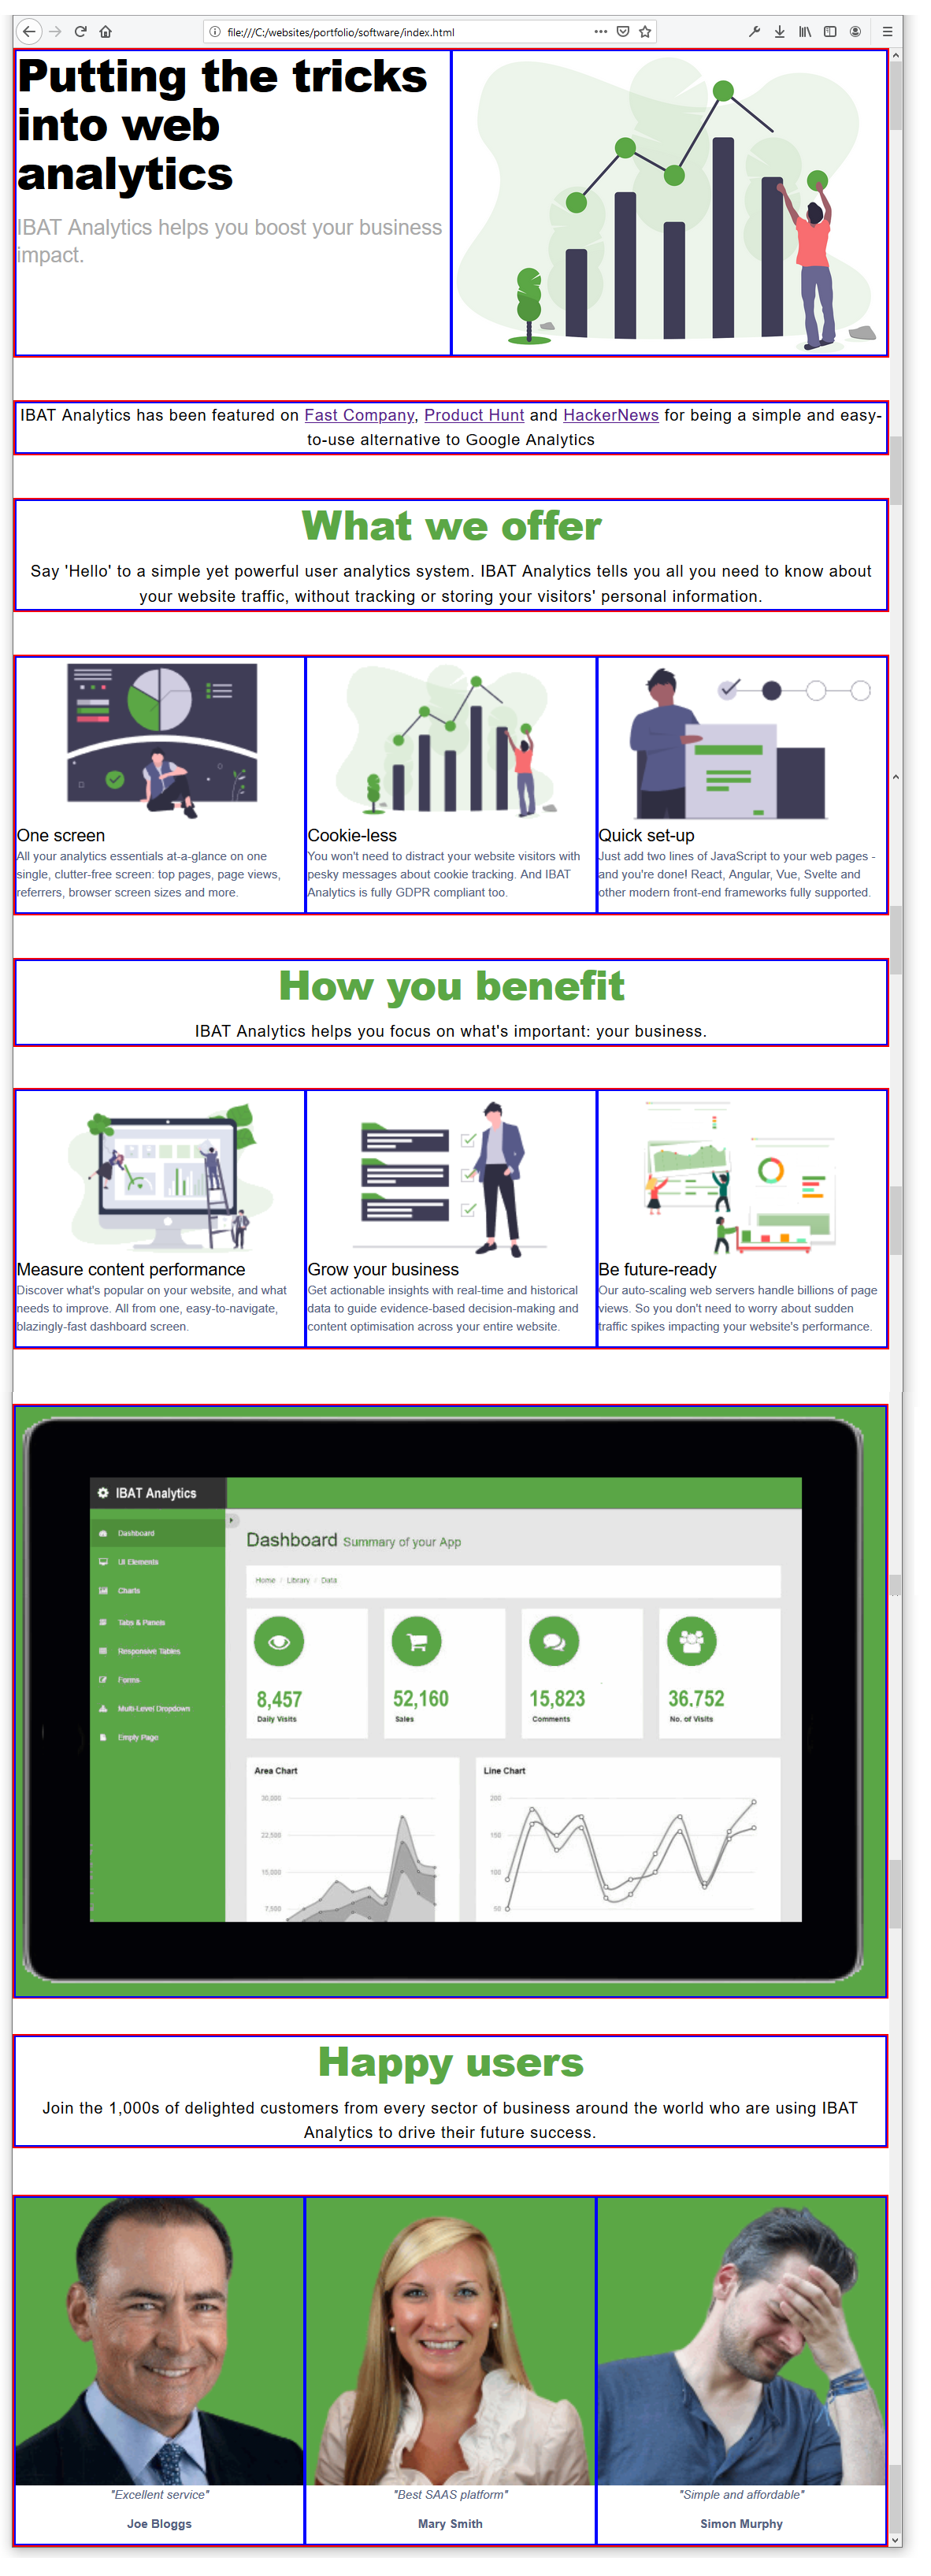 file:///C:/websites/portfolio/software/index.html
Putting the tricks
into web
analytics
IBAT Analytics helps you boost your business
impact.
IBAT Analytics has been featured on Fast Company, Product Hunt and HackerNews for being a simple and easy-
to-use alternative to Google Analytics
What we offer
Say 'Hello' to a simple yet powerful user analytics system. IBAT Analytics tells you all you need to know about
your website traffic, without tracking or storing your visitors' personal information.
One screen
All your analytics essentials at-a-glance on one
single, clutter-free screen: top pages, page views,
referrers, browser screen sizes and more.
Cookie-less
You won't need to distract your website visitors with
pesky messages about cookie tracking. And IBAT
Analytics is fully GDPR compliant too.
Quick set-up
Just add two lines of JavaScript to your web pages -
and you're done! React, Angular, Vue, Svelte and
other modern front-end frameworks fully supported.
How you benefit
IBAT Analytics helps you focus on what's important: your business.
Measure content performance
Discover what's popular on your website, and what
needs to improve. All from one, easy-to-navigate,
blazingly-fast dashboard screen.
Grow your business
Get actionable insights with real-time and historical
data to guide evidence-based decision-making and
content optimisation across your entire website.
Be future-ready
Our auto-scaling web servers handle billions of page
views. So you don't need to worry about sudden
traffic spikes impacting your website's performance.
IBAT Analytics
Dashboard
UI Elements
Charts
Tabs & Panels
Responsive Tables
Forms
Multi-Level Dropdown
Empty Page
Dashboard Summary of your App
Home / Library / Data
8,457
Daily Visits
52,160
Sales
15,823
Comments
36.752
No. of Visits
Area Chart
30,000
22,500
15,000
7,500
Line Chart
200
150
100
50
Happy users
Join the 1,000s of delighted customers from every sector of business around the world who are using IBAT
Analytics to drive their future success.
"Excellent service"
Joe Bloggs
"Best SAAS platform"
Mary Smith
"Simple and affordable"
Simon Murphy